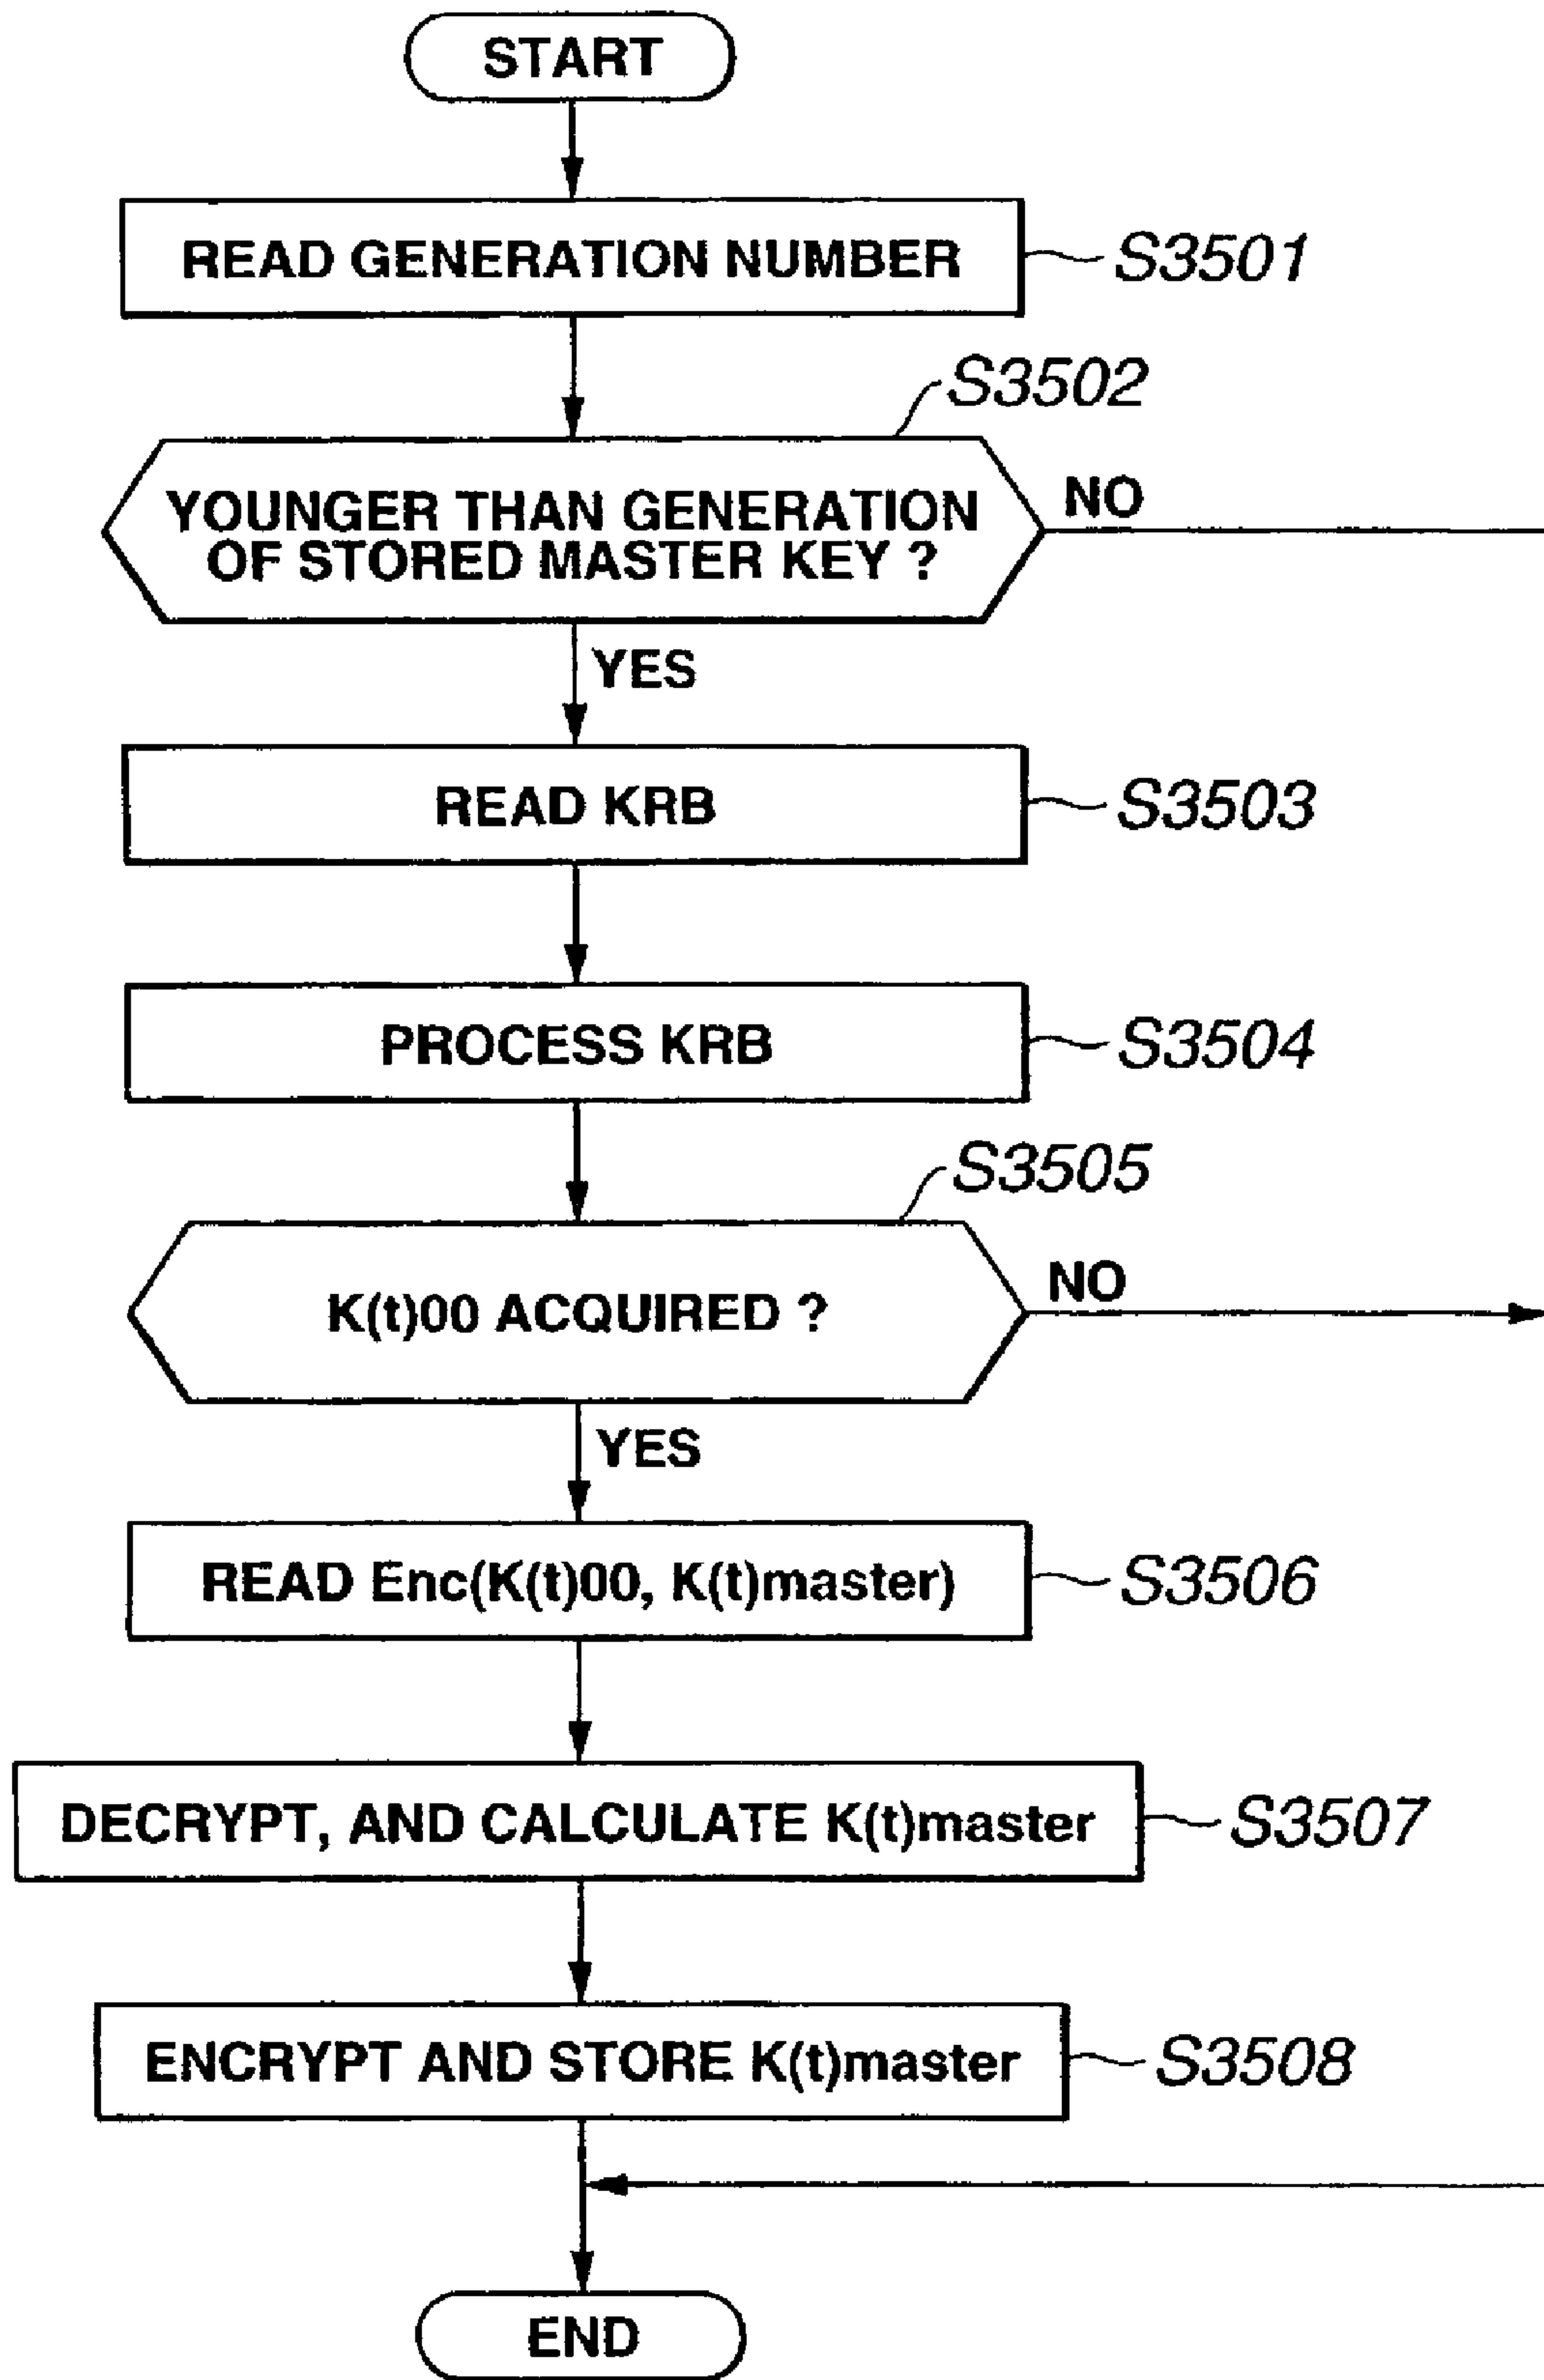 START
READ GENERATION NUMBER
S3501
S3502
YOUNGER THAN GENERATION
OF STORED MASTER KEY ?
NO
YES
READ KRB
S3503
PROCESS KRB
S3504
S3505
K(t)00 ACQUIRED ?
NO
YES
READ Enc(K(t)00, K(t)master)
S3506
DECRYPT, AND CALCULATE K(t)master
S3507
ENCRYPT AND STORE K(t)master
S3508
END